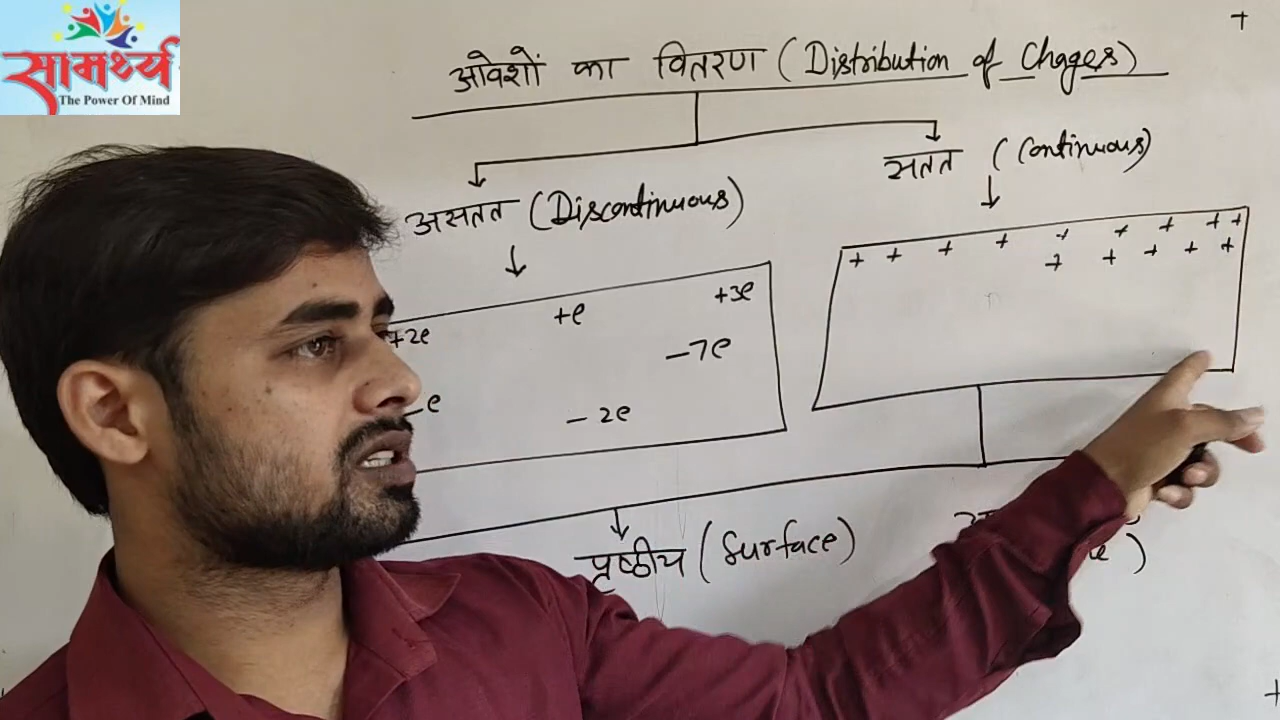 सामर्थ्य
The Power Of Mind
आवेशों का वितरण (Distribution of Chages)
असतत (Discontinuous)
सतत (Continuous)
+2e +e +3e
-7e
-e -2e
+ + + + + + + + +
+ + + + +
पृष्ठीय (Surface)
+
+